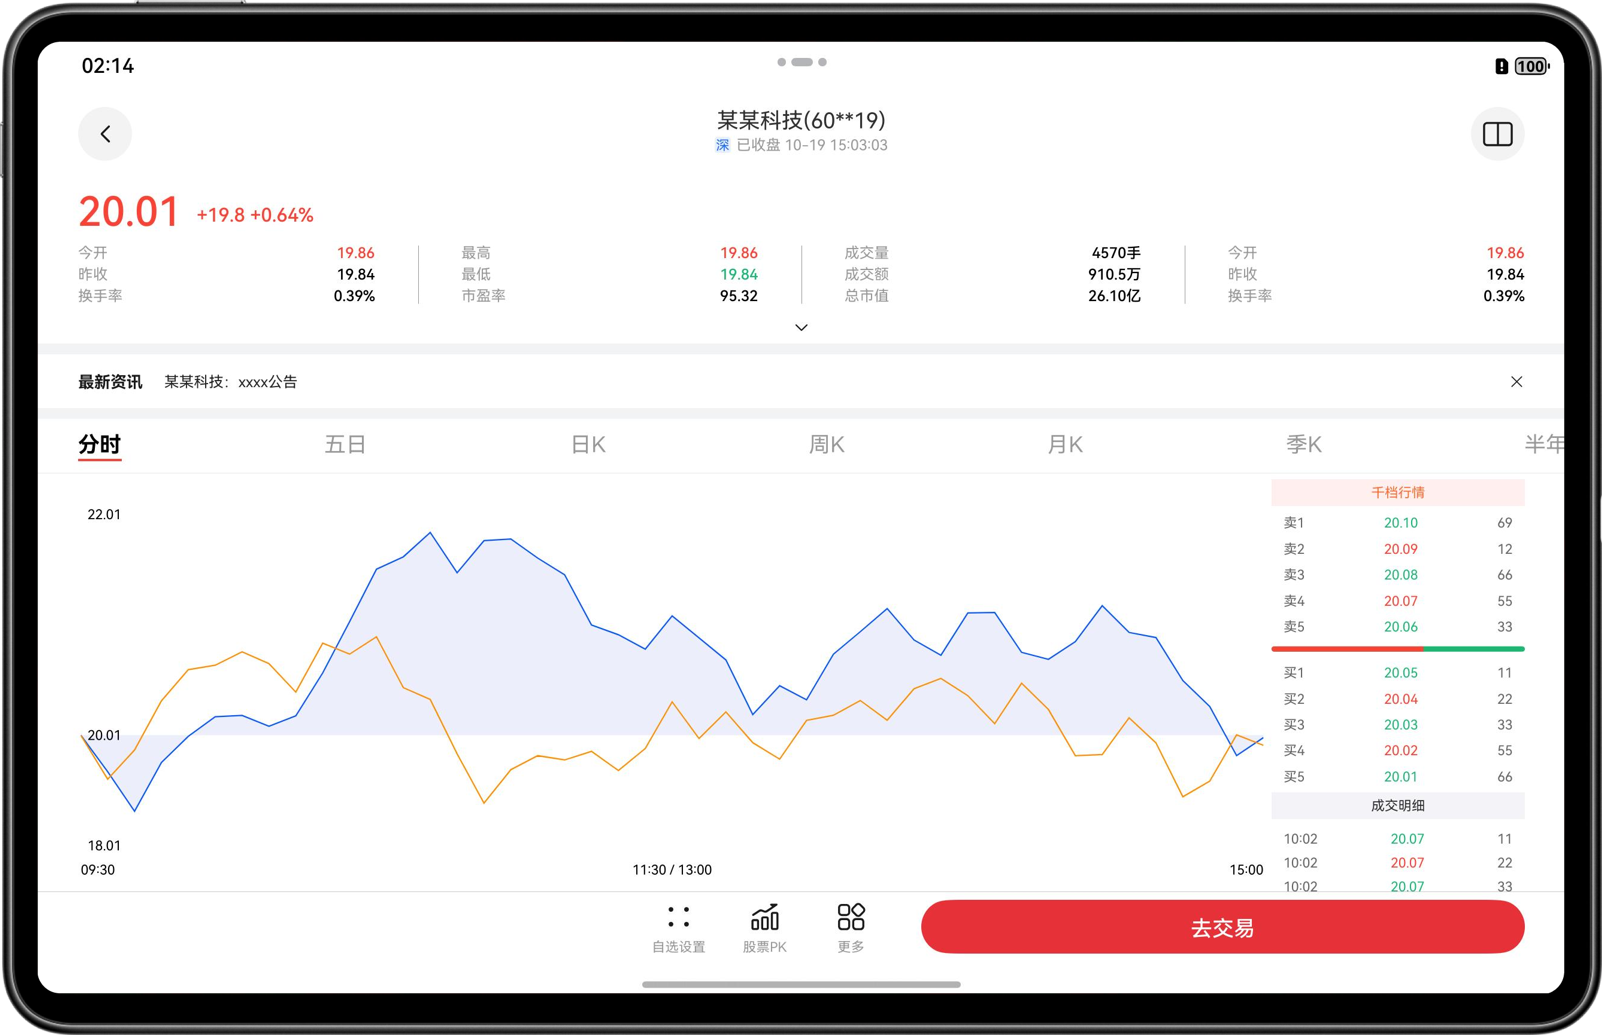 02:14
100
某某科技(60**19)
深 已收盘 10-19 15:03:03
20.01 +19.8 +0.64%
今开 19.86 最高 19.86 成交量 4570手 今开 19.86
昨收 19.84 最低 19.84 成交额 910.5万 昨收 19.84
换手率 0.39% 市盈率 95.32 总市值 26.10亿 换手率 0.39%
最新资讯 某某科技：xxxx公告
分时 五日 日K 周K 月K 季K 半年
22.01
20.01
18.01
09:30 11:30 / 13:00 15:00
千档行情
卖1 20.10 69
卖2 20.09 12
卖3 20.08 66
卖4 20.07 55
卖5 20.06 33
买1 20.05 11
买2 20.04 22
买3 20.03 33
买4 20.02 55
买5 20.01 66
成交明细
10:02 20.07 11
10:02 20.07 22
10:02 20.07 33
自选设置 股票PK 更多 去交易